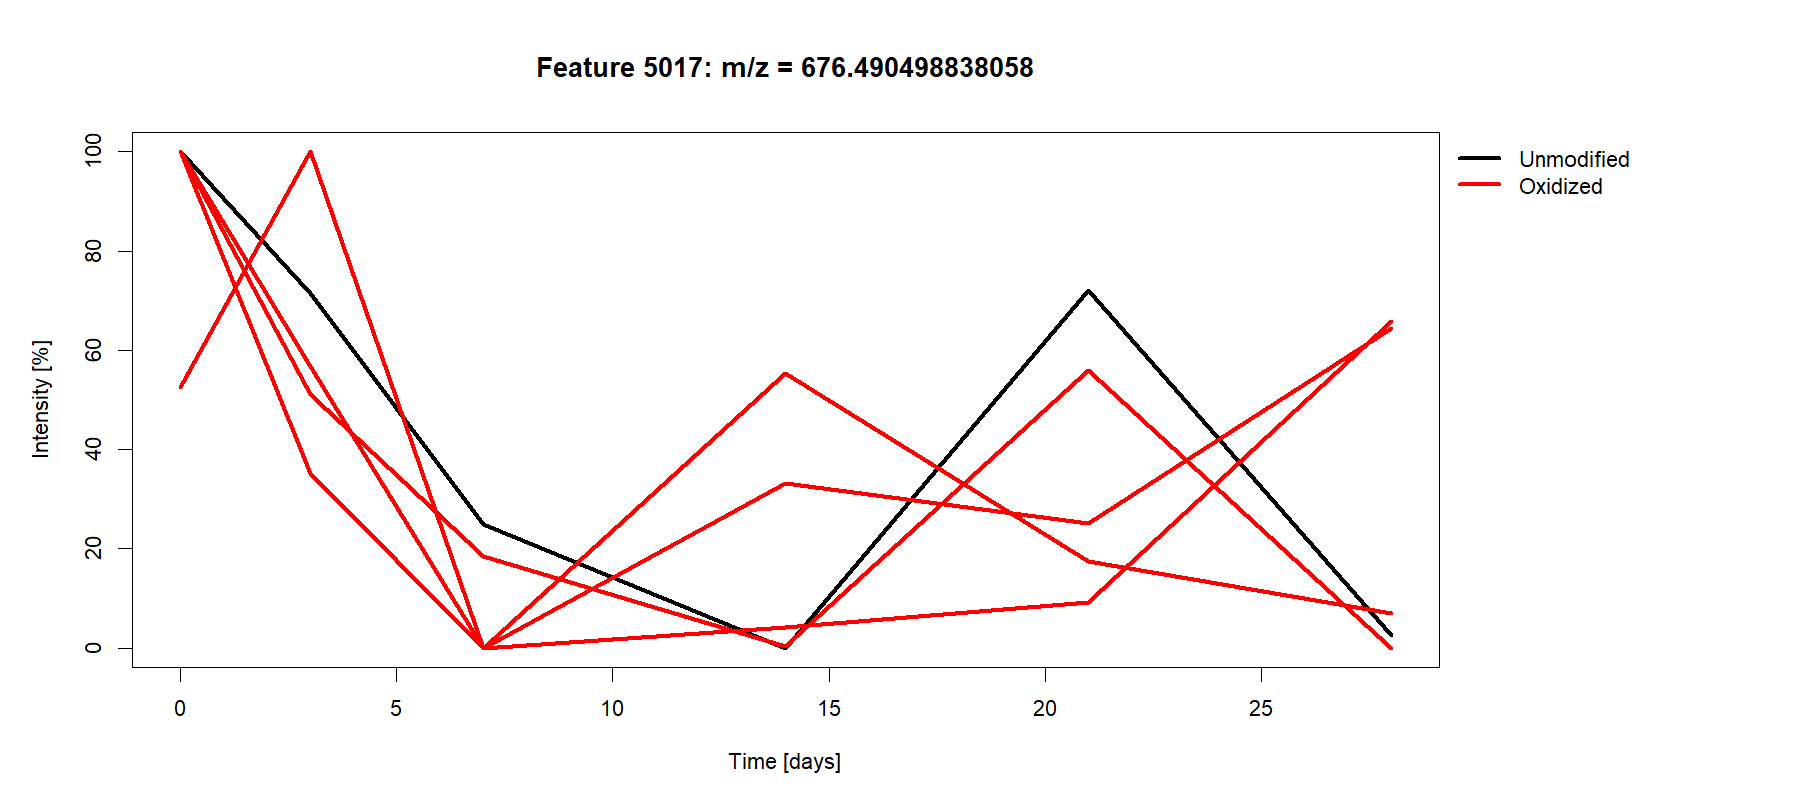 Feature 5017: m/z = 676.490498838058
Unmodified
Oxidized
Intensity [%]
100
80
60
40
20
0
0 5 10 15 20 25
Time [days]